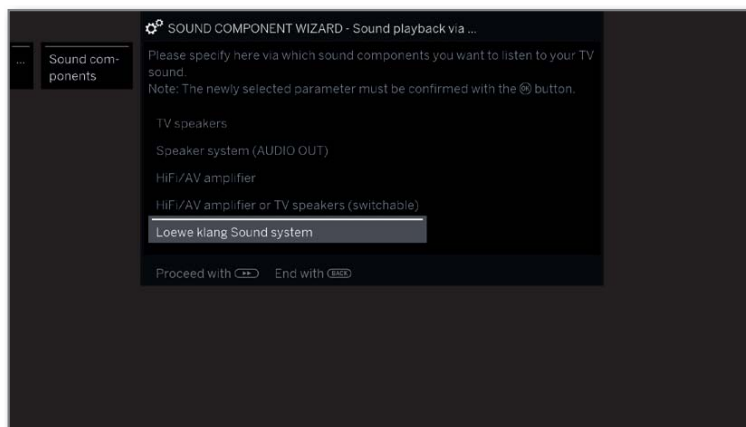 SOUND COMPONENT WIZARD - Sound playback via ...
... Sound com-
ponents
Please specify here via which sound components you want to listen to your TV
sound.
Note: The newly selected parameter must be confirmed with the OK button.
TV speakers
Speaker system (AUDIO OUT)
HiFi/AV amplifier
HiFi/AV amplifier or TV speakers (switchable)
Loewe klang Sound system
Proceed with ▸▸ End with BACK